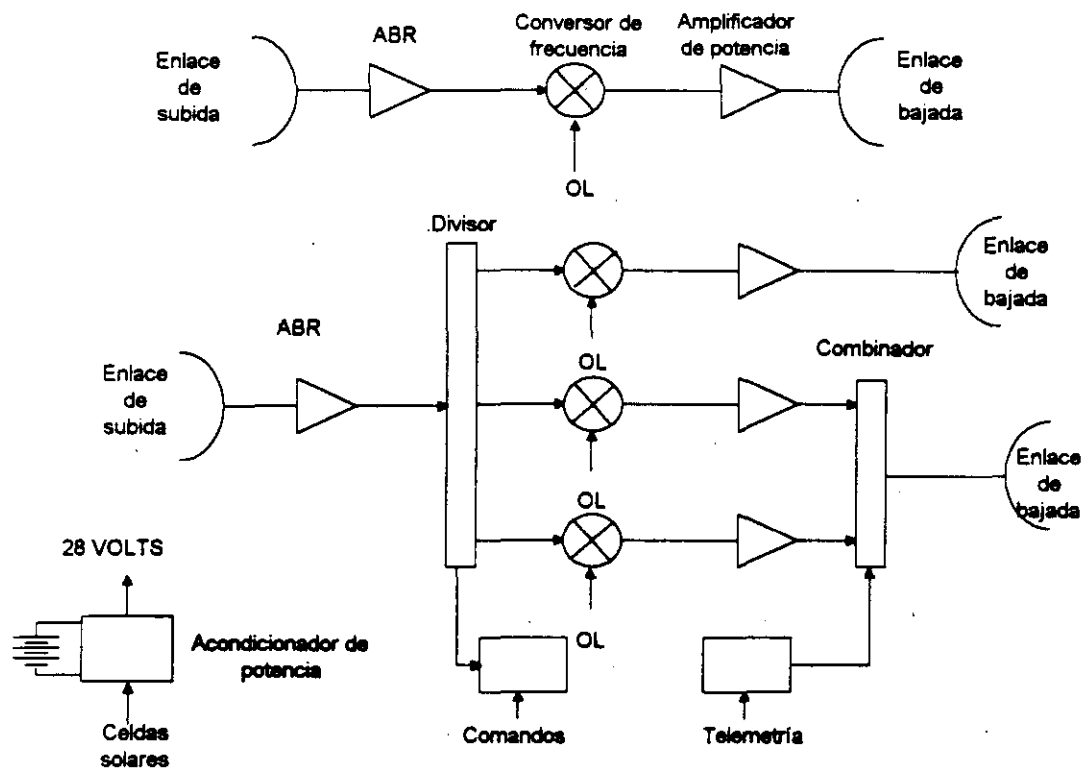 Enlace
de
subida
ABR
Conversor de
frecuencia
Amplificador
de potencia
Enlace
de
bajada
OL
.Divisor
Enlace
de
bajada
ABR
OL
Combinador
Enlace
de
subida
OL
Enlace
de
bajada
28 VOLTS
OL
Acondicionador de
potencia
Celdas
solares
Comandos
Telemetría